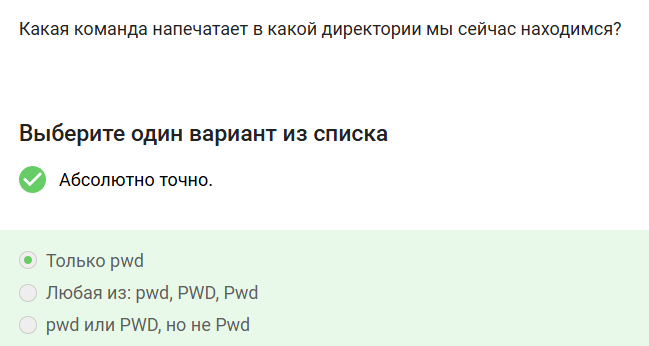 Какая команда напечатает в какой директории мы сейчас находимся?
Выберите один вариант из списка
Абсолютно точно.
Только pwd
Любая из: pwd, PWD, Pwd
pwd или PWD, но не Pwd